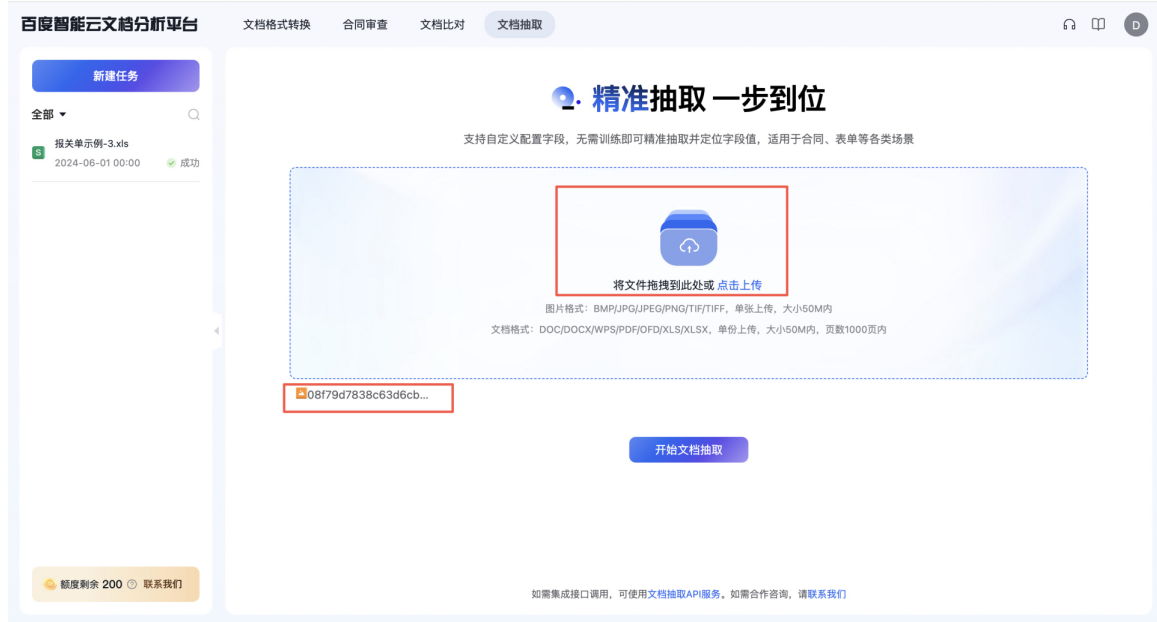 百度智能云文档分析平台 文档格式转换 合同审查 文档比对 文档抽取 D
新建任务
全部
S 报关单示例-3.xls
2024-06-01 00:00 成功
额度剩余 200 ? 联系我们
精准抽取 一步到位
支持自定义配置字段，无需训练即可精准抽取并定位字段值，适用于合同、表单等各类场景
将文件拖拽到此处或 点击上传
图片格式：BMP/JPG/JPEG/PNG/TIF/TIFF，单张上传，大小50M内
文档格式：DOC/DOCX/WPS/PDF/OFD/XLS/XLSX，单份上传，大小50M内，页数1000页内
08f79d7838c63d6cb...
开始文档抽取
如需集成接口调用，可使用文档抽取API服务。如需合作咨询，请联系我们